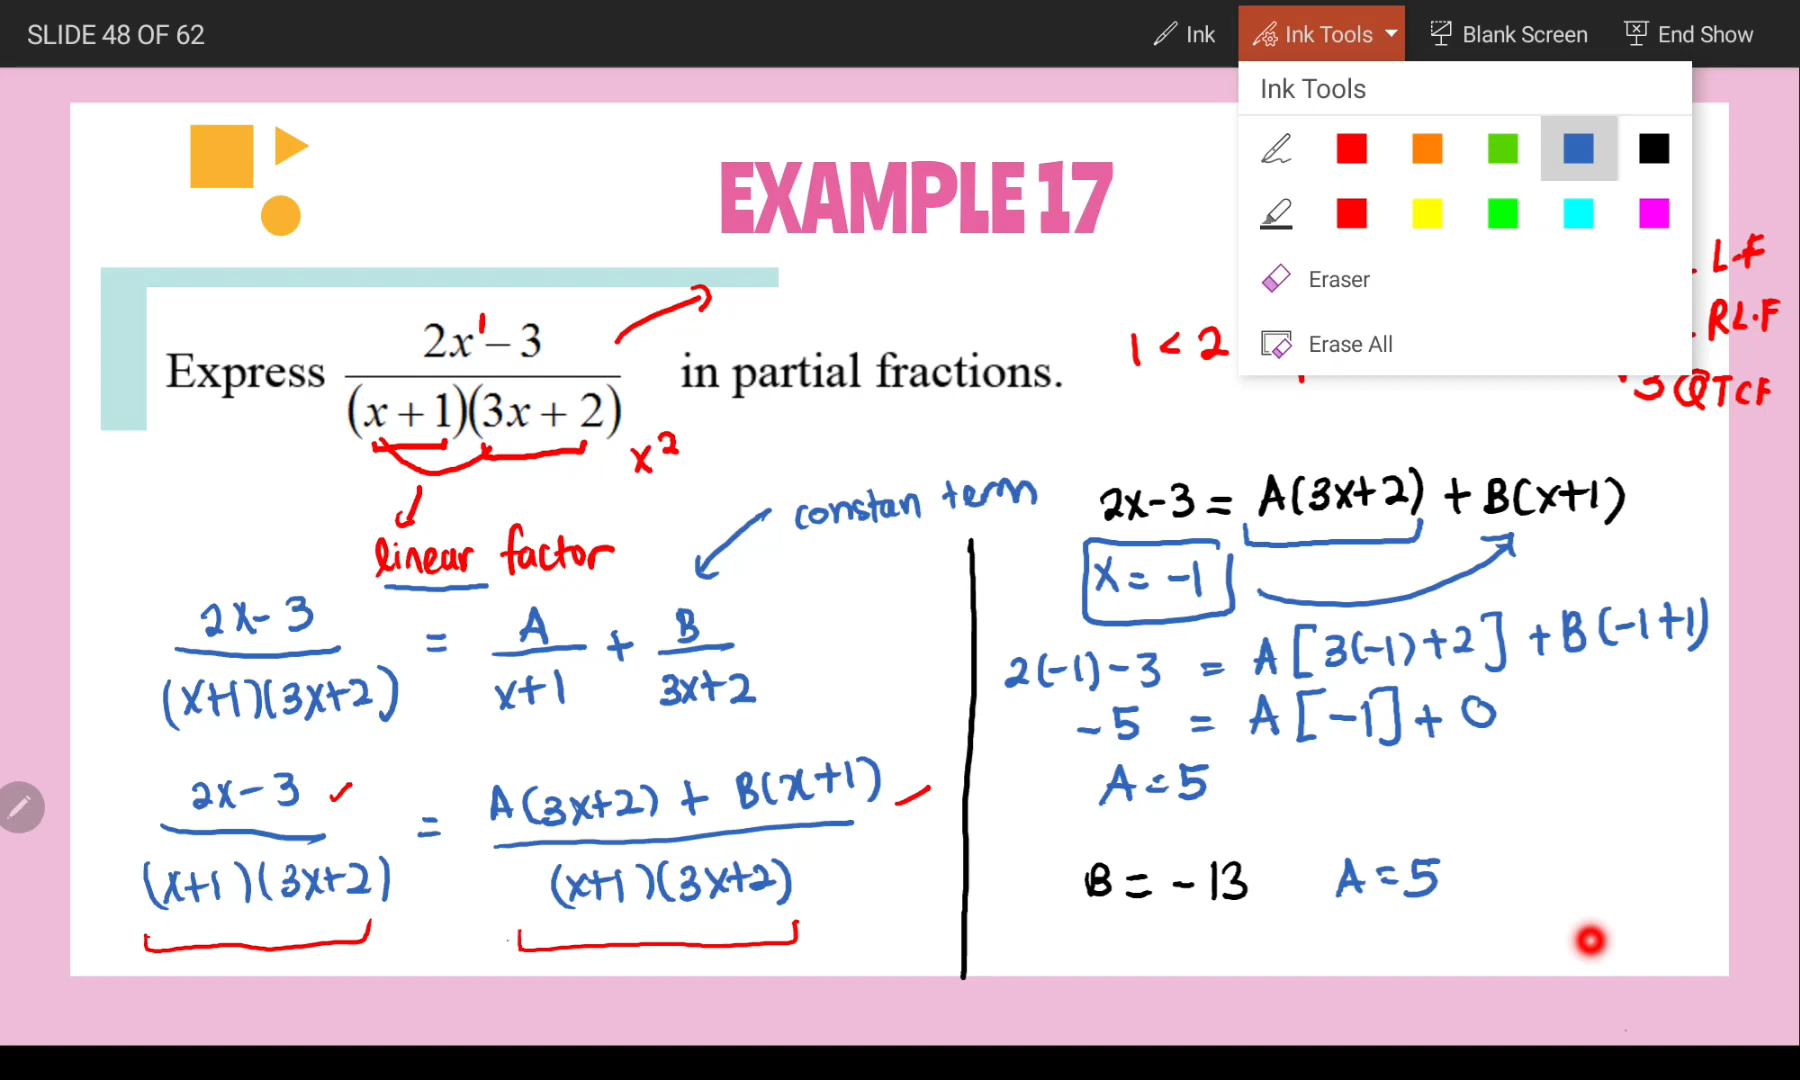 SLIDE 48 OF 62
Ink
Ink Tools
Blank Screen
End Show
Ink Tools
Eraser
Erase All
EXAMPLE 17
Express (2x¹ − 3)/((x + 1)(3x + 2)) in partial fractions.
x²
1 < 2
L.F
RL.F
3 QTCF
linear factor
constan term
(2x-3)/((x+1)(3x+2)) = A/(x+1) + B/(3x+2)
(2x-3)/((x+1)(3x+2)) = (A(3x+2) + B(x+1))/((x+1)(3x+2))
2x-3 = A(3x+2) + B(x+1)
x = -1
2(-1)-3 = A[3(-1)+2] + B(-1+1)
-5 = A[-1] + 0
A = 5
B = -13 A = 5